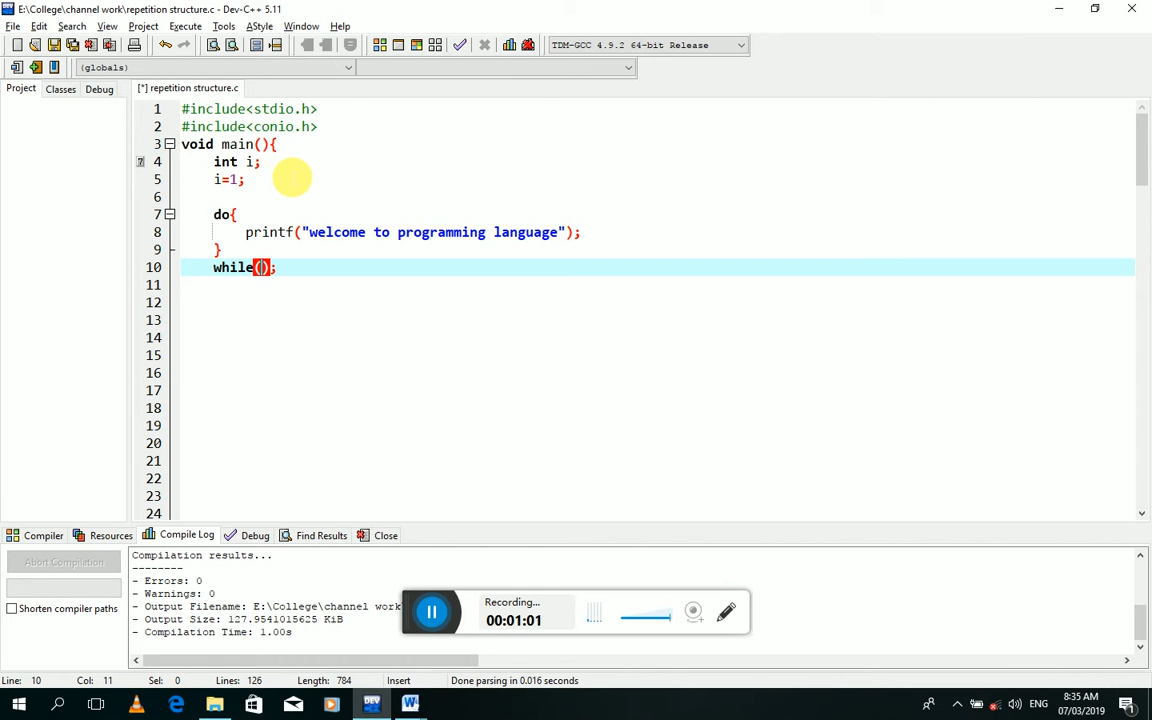 E:\College\channel work\repetition structure.c - Dev-C++ 5.11
File Edit Search View Project Execute Tools AStyle Window Help
TDM-GCC 4.9.2 64-bit Release
(globals)
Project Classes Debug [*] repetition structure.c
1 #include<stdio.h>
2 #include<conio.h>
3 void main(){
4 int i;
5 i=1;
6
7 do{
8 printf("welcome to programming language");
9 }
10 while();
11
12
13
14
15
16
17
18
19
20
21
22
23
24
Compiler Resources Compile Log Debug Find Results Close
Abort Compilation
Shorten compiler paths
Compilation results...
--------
- Errors: 0
- Warnings: 0
- Output Filename: E:\College\channel work
- Output Size: 127.9541015625 KiB
- Compilation Time: 1.00s
Recording...
00:01:01
Line: 10 Col: 11 Sel: 0 Lines: 126 Length: 784 Insert Done parsing in 0.016 seconds
DEV W ENG 8:35 AM
07/03/2019